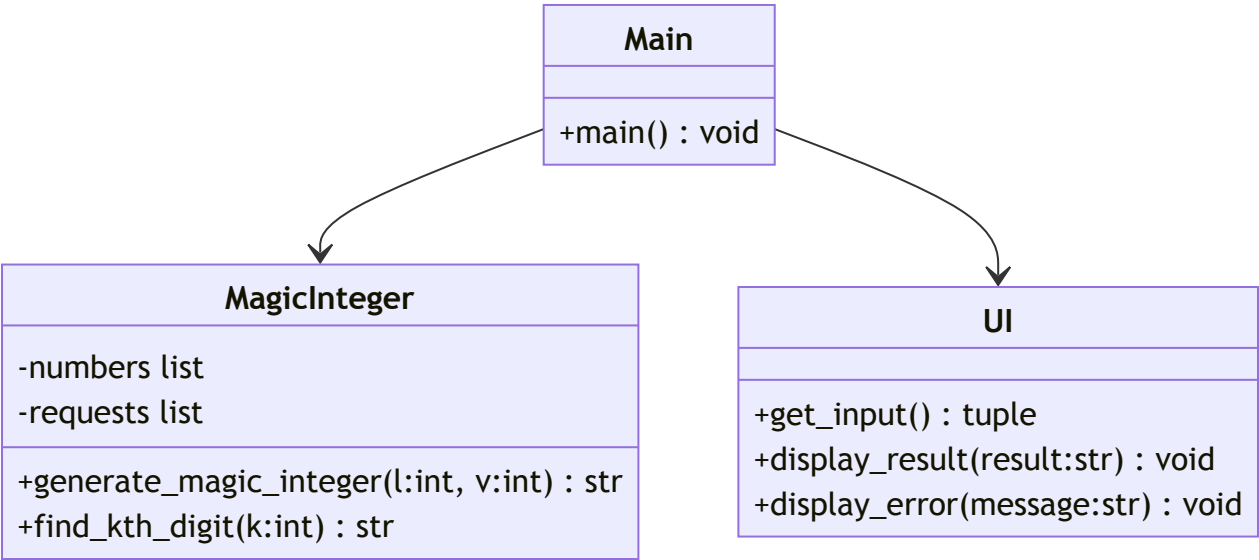 Main
+main() : void
MagicInteger
-numbers list
-requests list
+generate_magic_integer(l:int, v:int) : str
+find_kth_digit(k:int) : str
UI
+get_input() : tuple
+display_result(result:str) : void
+display_error(message:str) : void